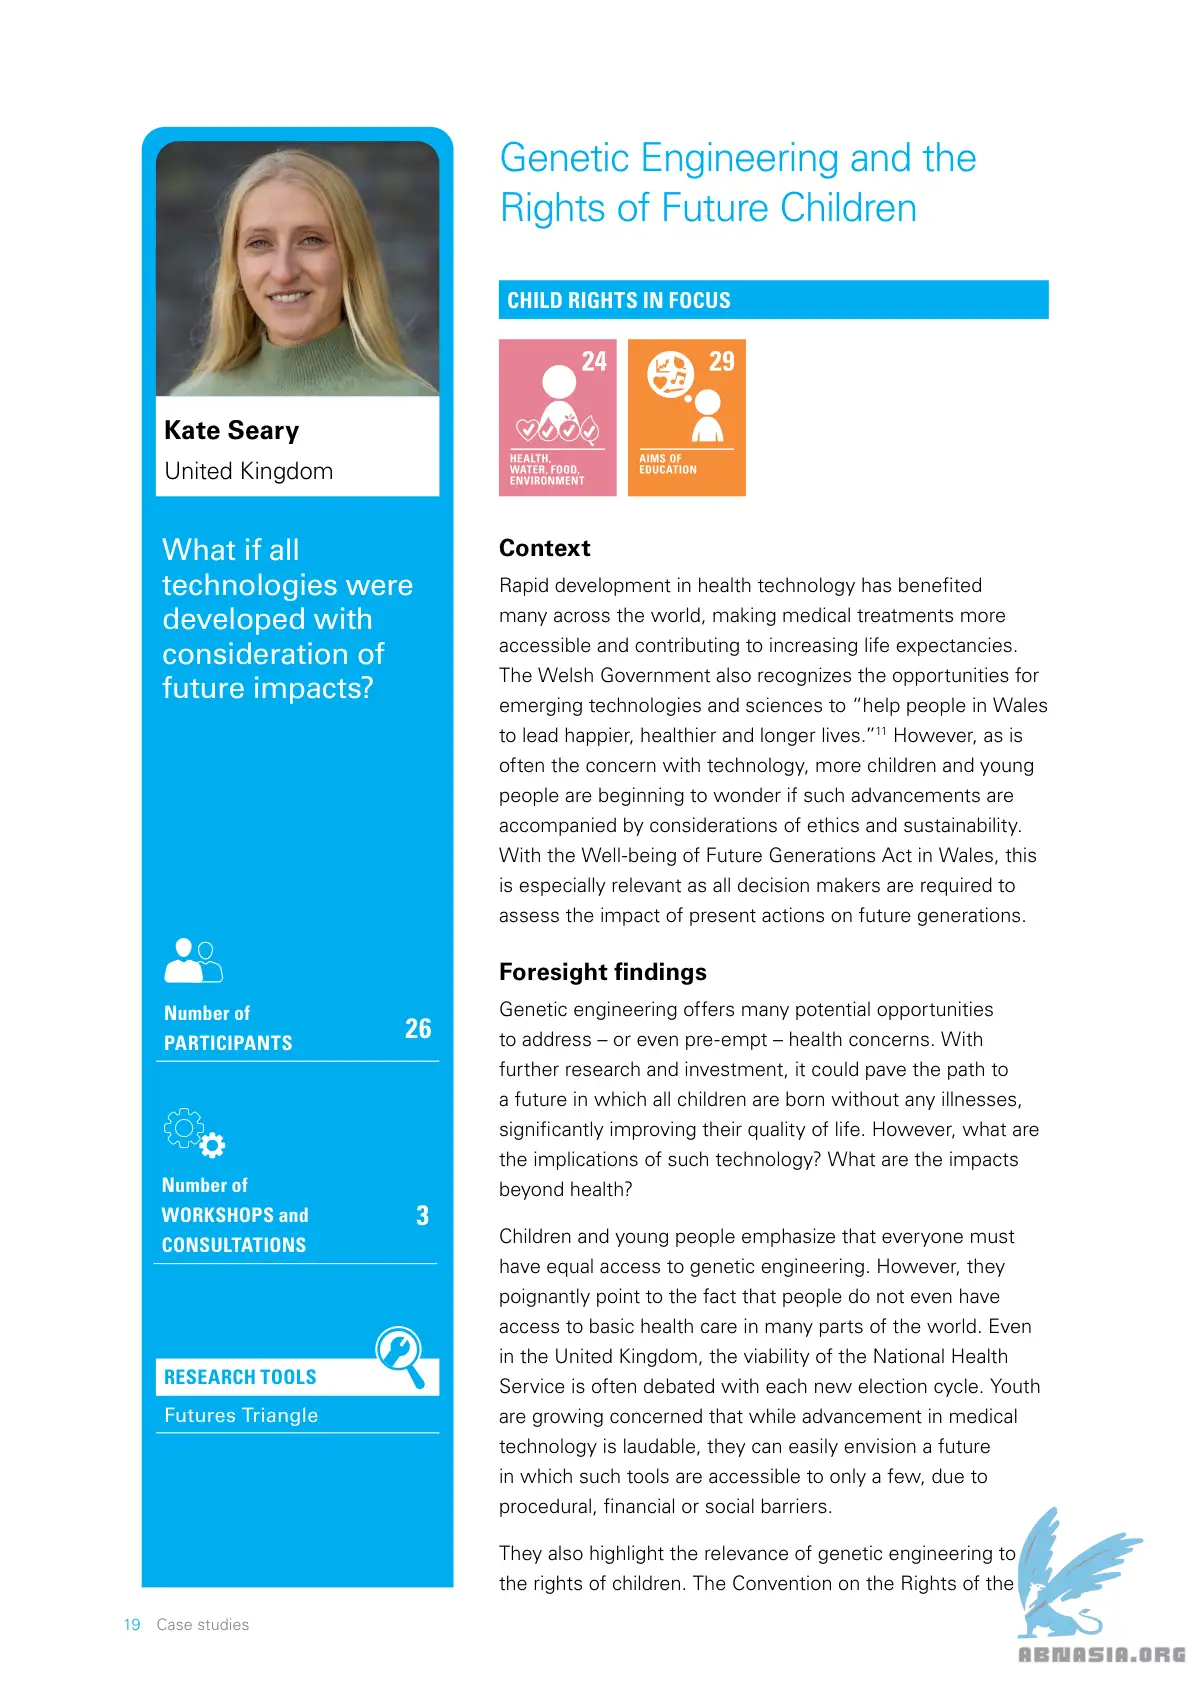 Genetic Engineering and the
Rights of Future Children
CHILD RIGHTS IN FOCUS
24
HEALTH,
WATER, FOOD,
ENVIRONMENT
29
AIMS OF
EDUCATION
Kate Seary
United Kingdom
What if all
technologies were
developed with
consideration of
future impacts?
Number of
PARTICIPANTS
26
Number of
WORKSHOPS and
CONSULTATIONS
3
RESEARCH TOOLS
Futures Triangle
Context
Rapid development in health technology has benefited
many across the world, making medical treatments more
accessible and contributing to increasing life expectancies.
The Welsh Government also recognizes the opportunities for
emerging technologies and sciences to “help people in Wales
to lead happier, healthier and longer lives.”11 However, as is
often the concern with technology, more children and young
people are beginning to wonder if such advancements are
accompanied by considerations of ethics and sustainability.
With the Well-being of Future Generations Act in Wales, this
is especially relevant as all decision makers are required to
assess the impact of present actions on future generations.
Foresight findings
Genetic engineering offers many potential opportunities
to address – or even pre-empt – health concerns. With
further research and investment, it could pave the path to
a future in which all children are born without any illnesses,
significantly improving their quality of life. However, what are
the implications of such technology? What are the impacts
beyond health?
Children and young people emphasize that everyone must
have equal access to genetic engineering. However, they
poignantly point to the fact that people do not even have
access to basic health care in many parts of the world. Even
in the United Kingdom, the viability of the National Health
Service is often debated with each new election cycle. Youth
are growing concerned that while advancement in medical
technology is laudable, they can easily envision a future
in which such tools are accessible to only a few, due to
procedural, financial or social barriers.
They also highlight the relevance of genetic engineering to
the rights of children. The Convention on the Rights of the
19 Case studies
ABNASIA.ORG